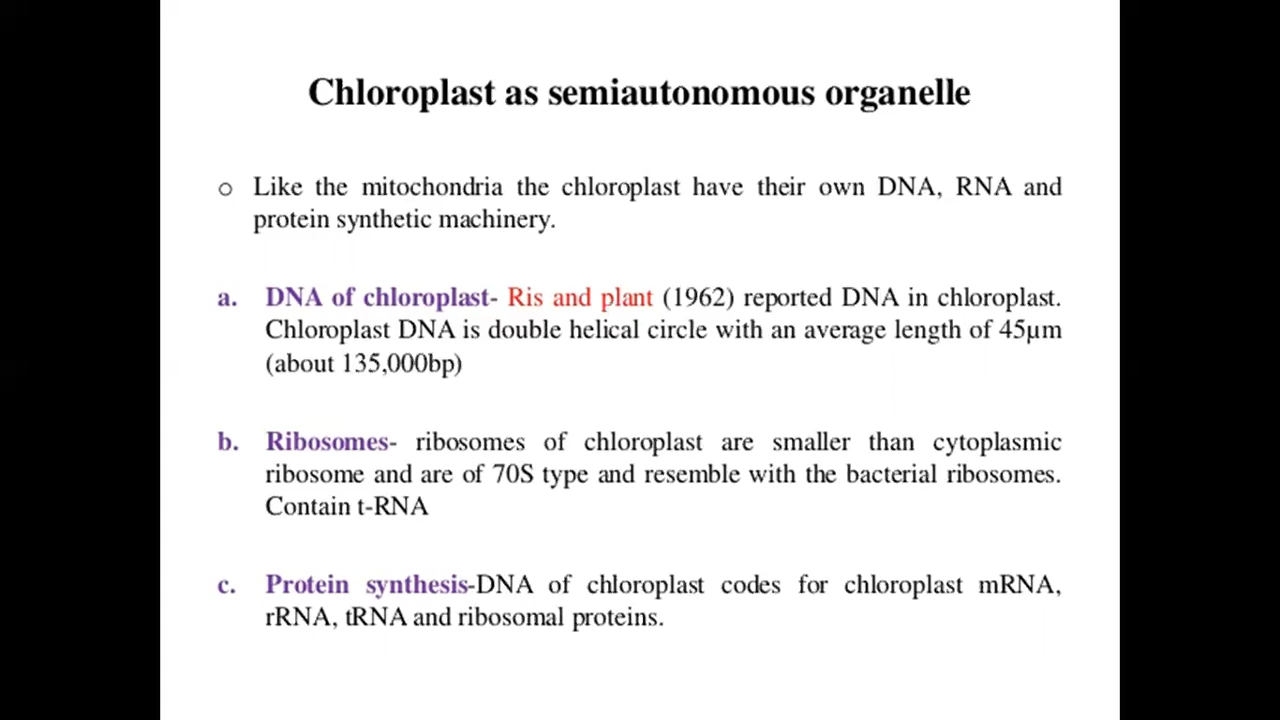 Chloroplast as semiautonomous organelle
o Like the mitochondria the chloroplast have their own DNA, RNA and
protein synthetic machinery.
a. DNA of chloroplast- Ris and plant (1962) reported DNA in chloroplast.
Chloroplast DNA is double helical circle with an average length of 45µm
(about 135,000bp)
b. Ribosomes- ribosomes of chloroplast are smaller than cytoplasmic
ribosome and are of 70S type and resemble with the bacterial ribosomes.
Contain t-RNA
c. Protein synthesis-DNA of chloroplast codes for chloroplast mRNA,
rRNA, tRNA and ribosomal proteins.